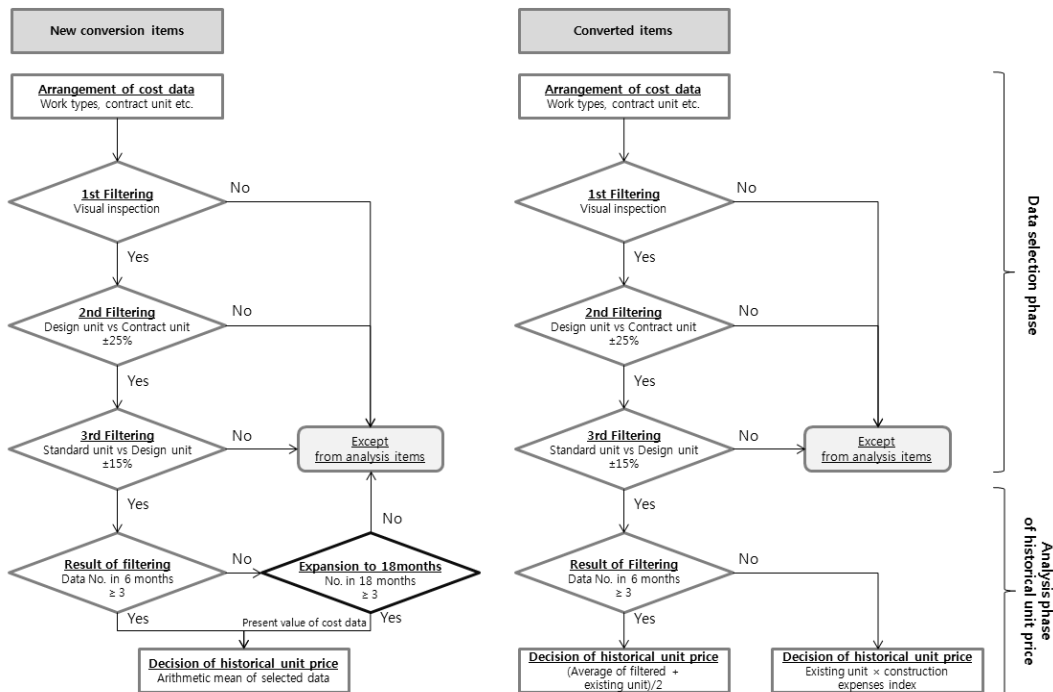 New conversion items
Arrangement of cost data
Work types, contract unit etc.
1st Filtering
Visual inspection
No
Yes
2nd Filtering
Design unit vs Contract unit
±25%
No
Yes
3rd Filtering
Standard unit vs Design unit
±15%
No
Except
from analysis items
Yes
No
Result of filtering
Data No. in 6 months
≥ 3
No
Expansion to 18months
No. in 18 months
≥ 3
Yes
Present value of cost data
Yes
Decision of historical unit price
Arithmetic mean of selected data
Converted items
Arrangement of cost data
Work types, contract unit etc.
1st Filtering
Visual inspection
No
Yes
2nd Filtering
Design unit vs Contract unit
±25%
No
Yes
3rd Filtering
Standard unit vs Design unit
±15%
No
Except
from analysis items
Yes
Result of Filtering
Data No. in 6 months
≥ 3
No
Yes
Decision of historical unit price
(Average of filtered +
existing unit)/2
Decision of historical unit price
Existing unit × construction
expenses index
Data selection phase
Analysis phase
of historical unit price